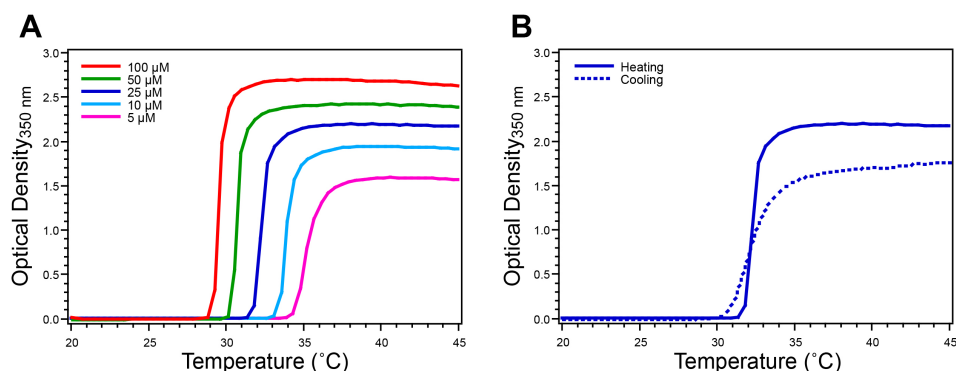 A
3.0
2.5
2.0
1.5
1.0
0.5
0.0
Optical Density350 nm
100 µM
50 µM
25 µM
10 µM
5 µM
20
25
30
35
40
45
Temperature (˚C)
B
3.0
2.5
2.0
1.5
1.0
0.5
0.0
Optical Density350 nm
Heating
Cooling
20
25
30
35
40
45
Temperature (˚C)